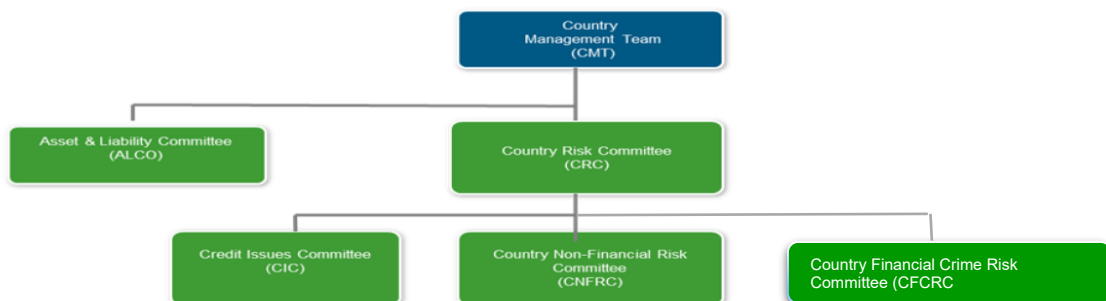 Country
Management Team
(CMT)
Asset & Liability Committee
(ALCO)
Country Risk Committee
(CRC)
Credit Issues Committee
(CIC)
Country Non-Financial Risk
Committee
(CNFRC)
Country Financial Crime Risk
Committee (CFCRC